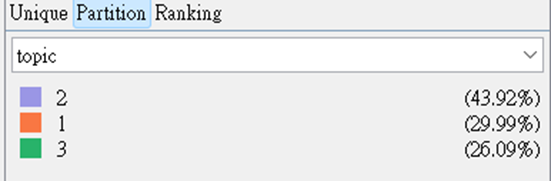 Unique Partition Ranking
topic
2 (43.92%)
1 (29.99%)
3 (26.09%)